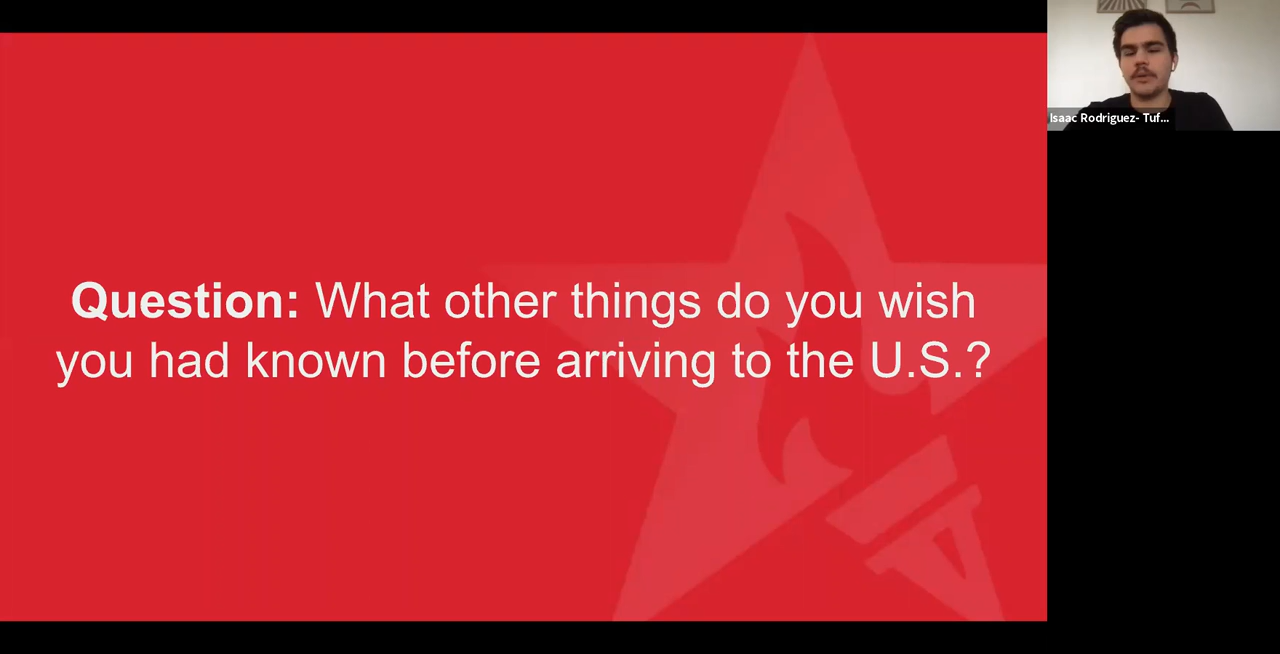 Question: What other things do you wish
you had known before arriving to the U.S.?
Isaac Rodriguez- Tuf...